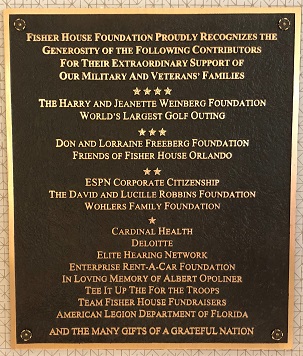 Fisher House Foundation Proudly Recognizes the
Generosity of the Following Contributors
For Their Extraordinary Support of
Our Military And Veterans' Families
★★★★
The Harry and Jeanette Weinberg Foundation
World's Largest Golf Outing
★★★
Don and Lorraine Freeberg Foundation
Friends of Fisher House Orlando
★★
ESPN Corporate Citizenship
The David and Lucille Robbins Foundation
Wohlers Family Foundation
★
Cardinal Health
Deloitte
Elite Hearing Network
Enterprise Rent-A-Car Foundation
In Loving Memory of Albert Opoliner
Tee It Up For the Troops
Team Fisher House Fundraisers
American Legion Department of Florida
And the Many Gifts of a Grateful Nation